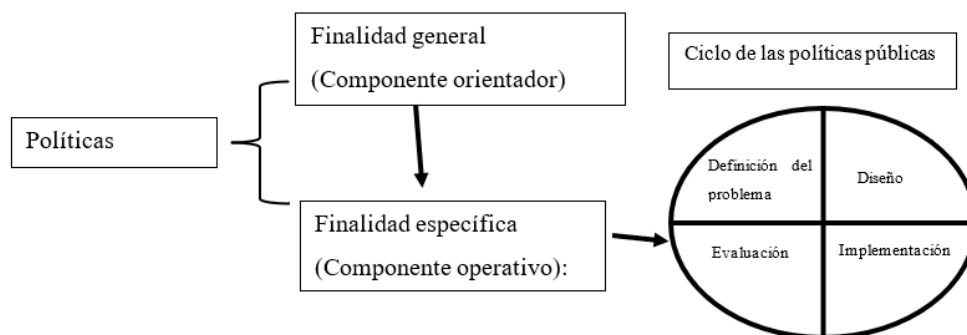 Políticas
Finalidad general
(Componente orientador)
Finalidad específica
(Componente operativo):
Ciclo de las políticas públicas
Definición del
problema
Diseño
Evaluación
Implementación